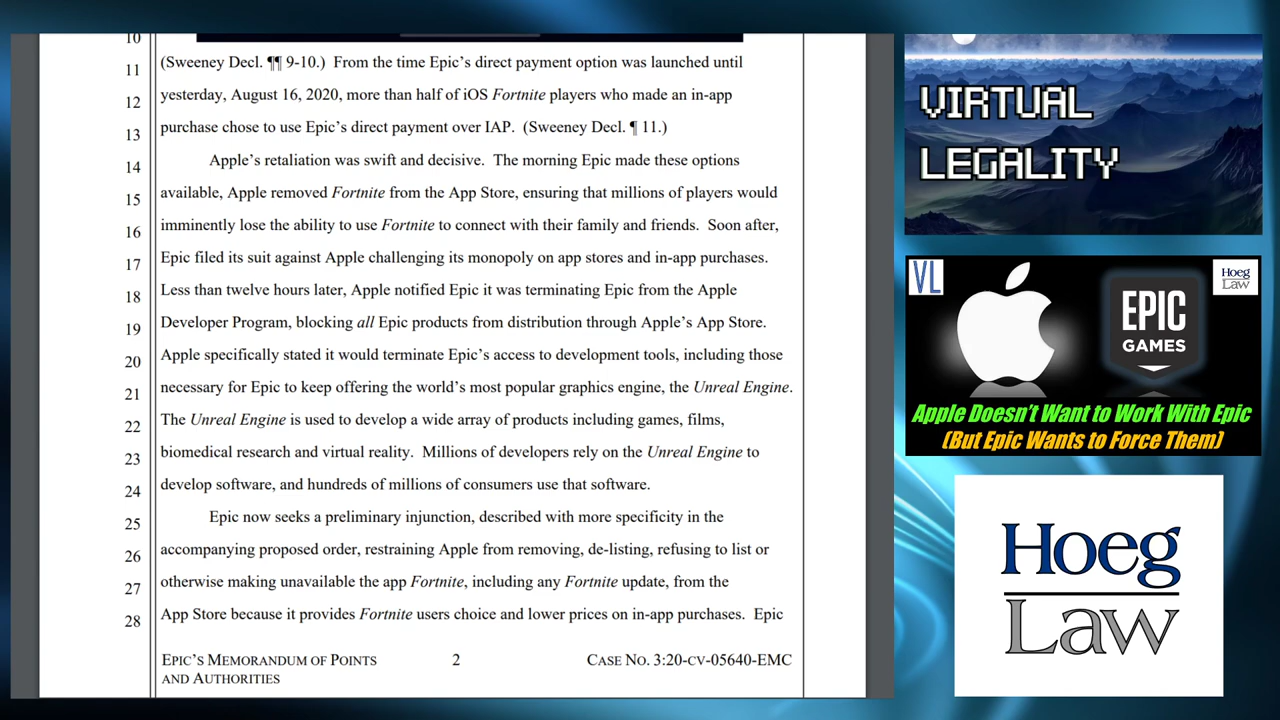 10
11 (Sweeney Decl. ¶¶ 9-10.)  From the time Epic’s direct payment option was launched until
12 yesterday, August 16, 2020, more than half of iOS Fortnite players who made an in-app
13 purchase chose to use Epic’s direct payment over IAP.  (Sweeney Decl. ¶ 11.)
14 Apple’s retaliation was swift and decisive.  The morning Epic made these options
15 available, Apple removed Fortnite from the App Store, ensuring that millions of players would
16 imminently lose the ability to use Fortnite to connect with their family and friends.  Soon after,
17 Epic filed its suit against Apple challenging its monopoly on app stores and in-app purchases.
18 Less than twelve hours later, Apple notified Epic it was terminating Epic from the Apple
19 Developer Program, blocking all Epic products from distribution through Apple’s App Store.
20 Apple specifically stated it would terminate Epic’s access to development tools, including those
21 necessary for Epic to keep offering the world’s most popular graphics engine, the Unreal Engine.
22 The Unreal Engine is used to develop a wide array of products including games, films,
23 biomedical research and virtual reality.  Millions of developers rely on the Unreal Engine to
24 develop software, and hundreds of millions of consumers use that software.
25 Epic now seeks a preliminary injunction, described with more specificity in the
26 accompanying proposed order, restraining Apple from removing, de-listing, refusing to list or
27 otherwise making unavailable the app Fortnite, including any Fortnite update, from the
28 App Store because it provides Fortnite users choice and lower prices on in-app purchases.  Epic
EPIC’S MEMORANDUM OF POINTS 2 CASE NO. 3:20-CV-05640-EMC
AND AUTHORITIES
VIRTUAL
LEGALITY
VL
Hoeg
Law
EPIC
GAMES
Apple Doesn't Want to Work With Epic
(But Epic Wants to Force Them)
Hoeg
Law